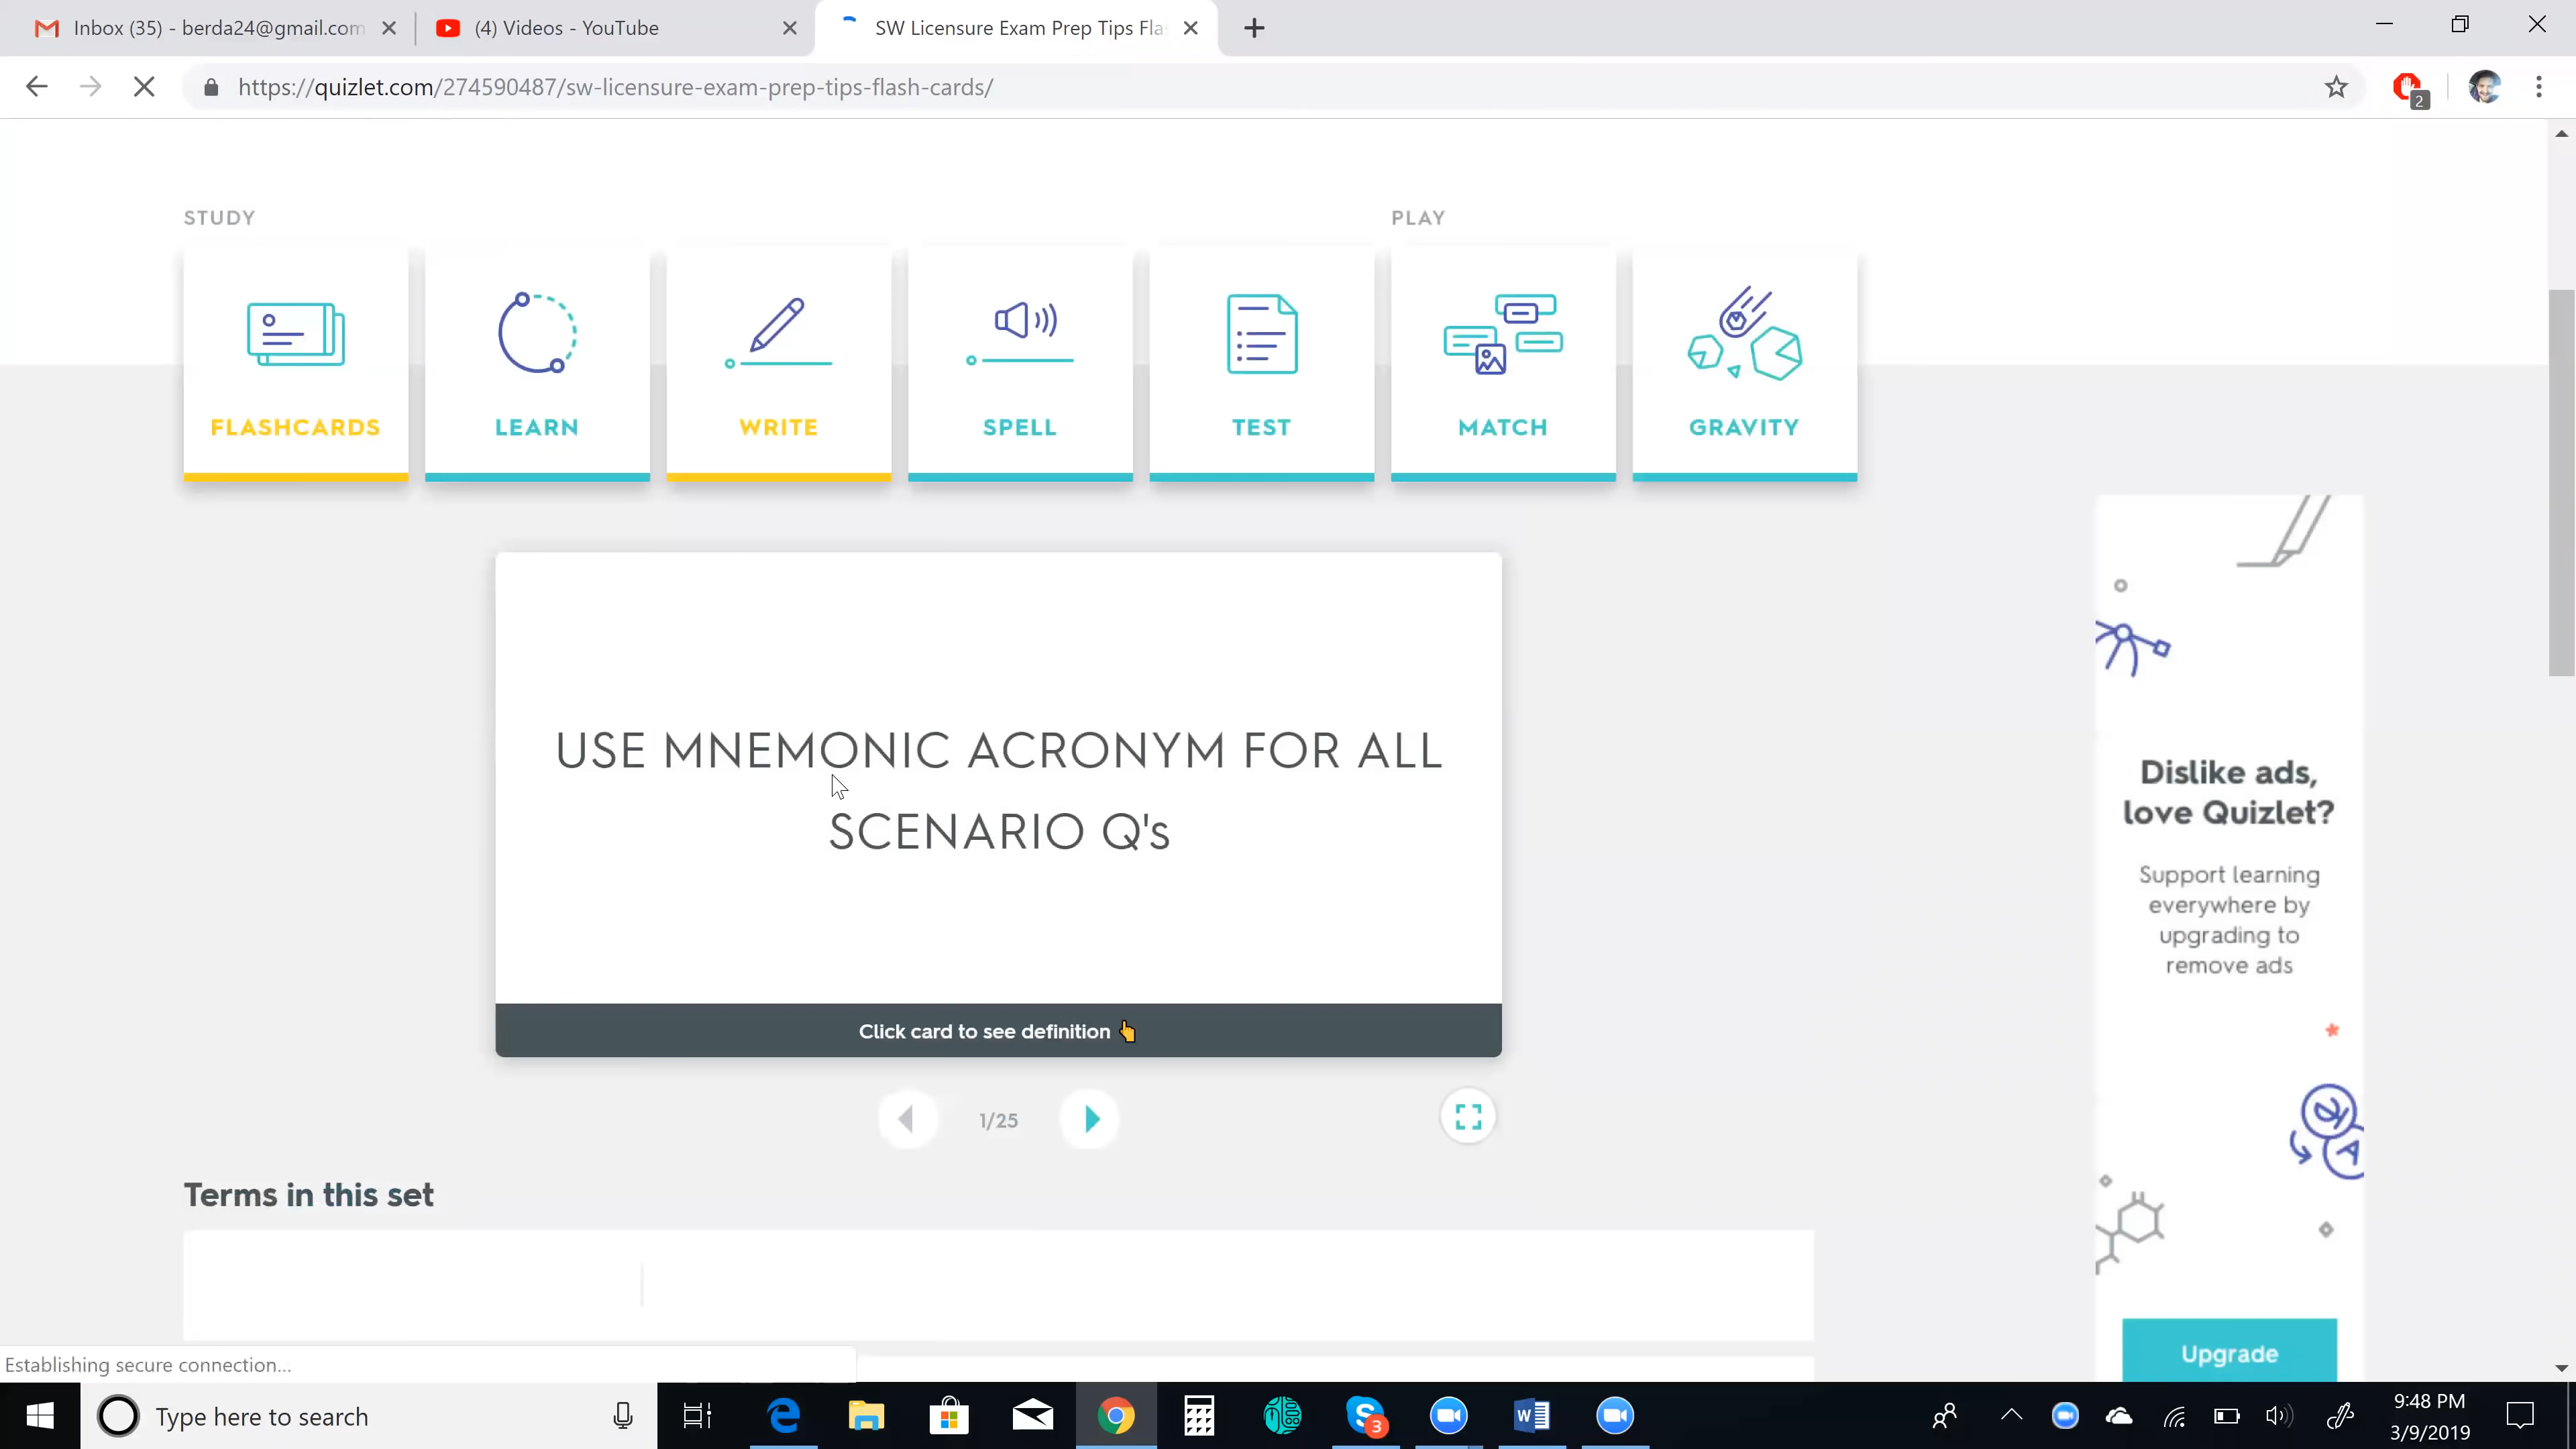 Inbox (35) - berda24@gmail.com
(4) Videos - YouTube
SW Licensure Exam Prep Tips Fla
https://quizlet.com/274590487/sw-licensure-exam-prep-tips-flash-cards/
2
STUDY
PLAY
FLASHCARDS
LEARN
WRITE
SPELL
TEST
MATCH
GRAVITY
USE MNEMONIC ACRONYM FOR ALL
SCENARIO Q's
Click card to see definition
1/25
Dislike ads,
love Quizlet?
Support learning
everywhere by
upgrading to
remove ads
A
Upgrade
Terms in this set
Establishing secure connection...
Type here to search
3
9:48 PM
3/9/2019